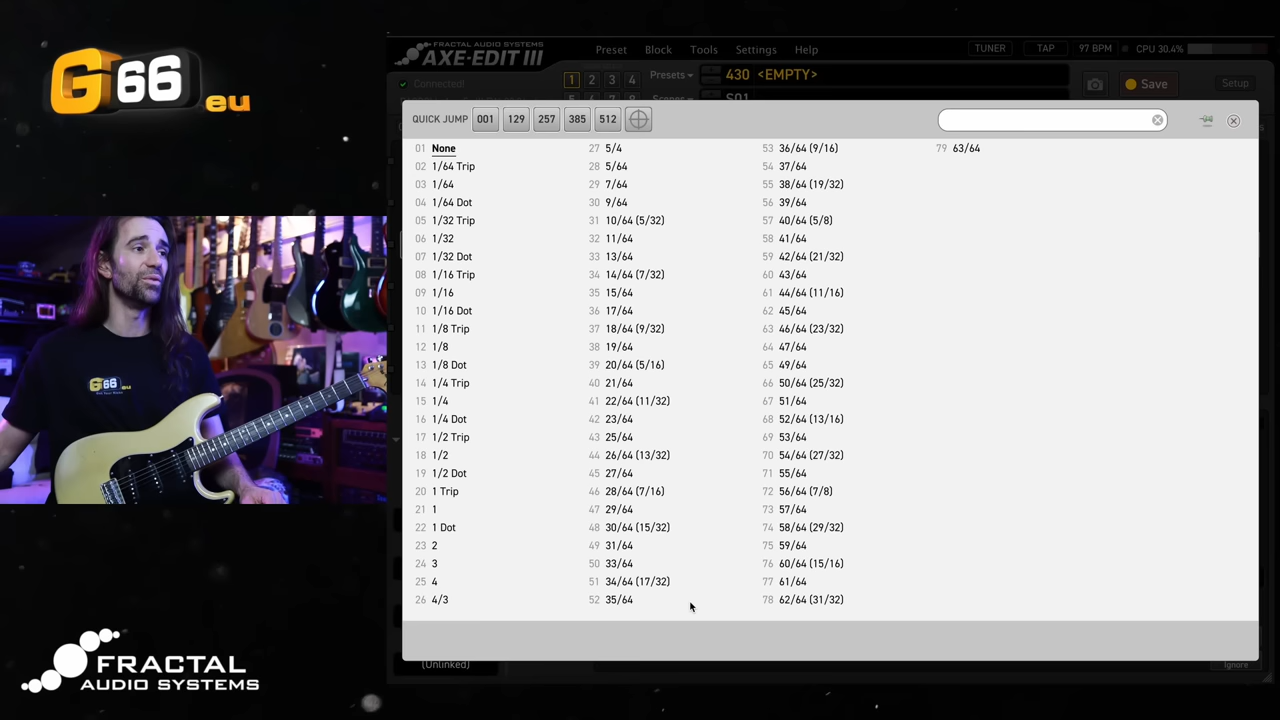 G66
eu
FRACTAL AUDIO SYSTEMS
AXE-EDIT III
Preset Block Tools Settings Help
TUNER TAP 97 BPM CPU 30.4%
Connected!
1 2 3 4
Presets
430 <EMPTY>
Save
Setup
QUICK JUMP 001 129 257 385 512
01 None
02 1/64 Trip
03 1/64
04 1/64 Dot
05 1/32 Trip
06 1/32
07 1/32 Dot
08 1/16 Trip
09 1/16
10 1/16 Dot
11 1/8 Trip
12 1/8
13 1/8 Dot
14 1/4 Trip
15 1/4
16 1/4 Dot
17 1/2 Trip
18 1/2
19 1/2 Dot
20 1 Trip
21 1
22 1 Dot
23 2
24 3
25 4
26 4/3
27 5/4
28 5/64
29 7/64
30 9/64
31 10/64 (5/32)
32 11/64
33 13/64
34 14/64 (7/32)
35 15/64
36 17/64
37 18/64 (9/32)
38 19/64
39 20/64 (5/16)
40 21/64
41 22/64 (11/32)
42 23/64
43 25/64
44 26/64 (13/32)
45 27/64
46 28/64 (7/16)
47 29/64
48 30/64 (15/32)
49 31/64
50 33/64
51 34/64 (17/32)
52 35/64
53 36/64 (9/16)
54 37/64
55 38/64 (19/32)
56 39/64
57 40/64 (5/8)
58 41/64
59 42/64 (21/32)
60 43/64
61 44/64 (11/16)
62 45/64
63 46/64 (23/32)
64 47/64
65 49/64
66 50/64 (25/32)
67 51/64
68 52/64 (13/16)
69 53/64
70 54/64 (27/32)
71 55/64
72 56/64 (7/8)
73 57/64
74 58/64 (29/32)
75 59/64
76 60/64 (15/16)
77 61/64
78 62/64 (31/32)
79 63/64
(Unlinked)
Ignore
G66.eu
FRACTAL
AUDIO SYSTEMS